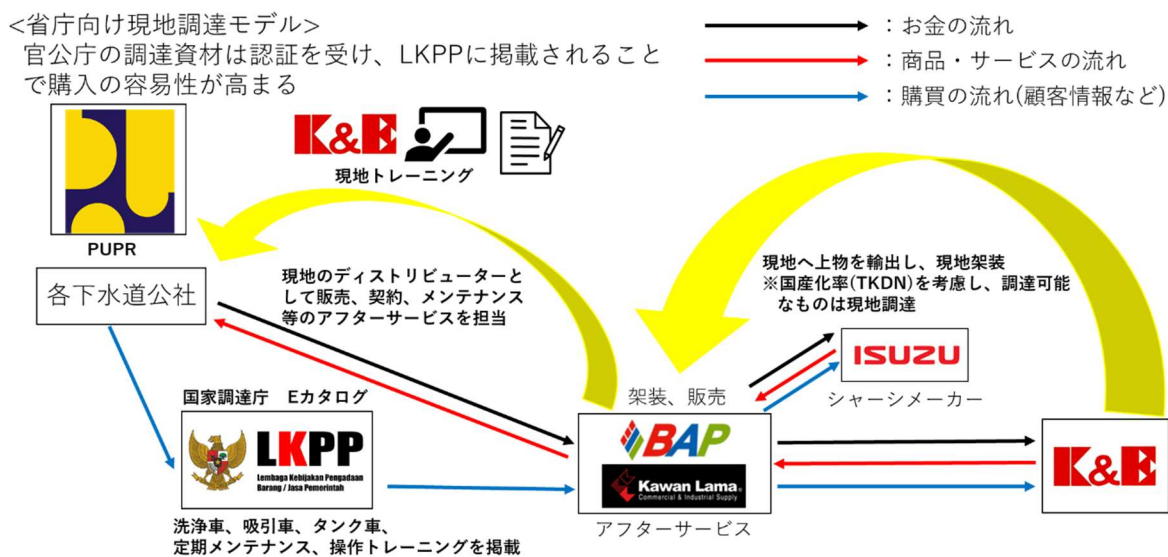 <省庁向け現地調達モデル>
官公庁の調達資材は認証を受け、LKPPに掲載されること
で購入の容易性が高まる
：お金の流れ
：商品・サービスの流れ
：購買の流れ(顧客情報など)
K&E
現地トレーニング
PUPR
各下水道公社
現地のディストリビューターと
して販売、契約、メンテナンス
等のアフターサービスを担当
現地へ上物を輸出し、現地架装
※国産化率(TKDN)を考慮し、調達可能
なものは現地調達
ISUZU
シャーシメーカー
国家調達庁 Eカタログ
LKPP
Lembaga Kebijakan Pengadaan
Barang / Jasa Pemerintah
洗浄車、吸引車、タンク車、
定期メンテナンス、操作トレーニングを掲載
架装、販売
BAP
Kawan Lama
Commercial & Industrial Supply
アフターサービス
K&E